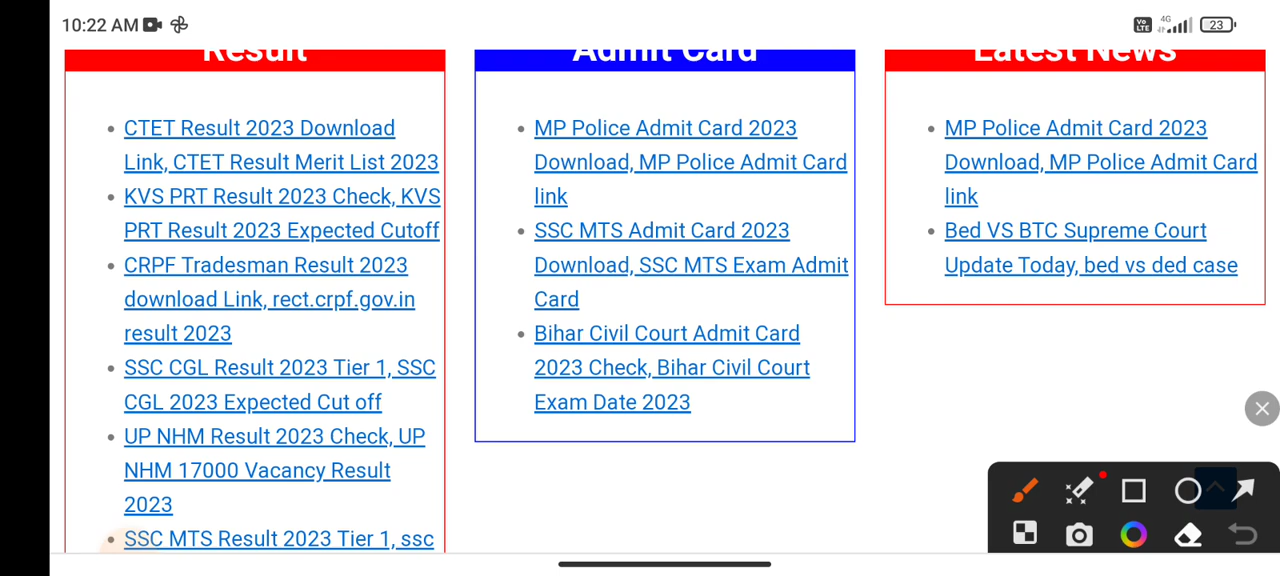 10:22 AM
Vo LTE
4G
23
Result
Admit Card
Latest News
CTET Result 2023 Download
Link, CTET Result Merit List 2023
KVS PRT Result 2023 Check, KVS
PRT Result 2023 Expected Cutoff
CRPF Tradesman Result 2023
download Link, rect.crpf.gov.in
result 2023
SSC CGL Result 2023 Tier 1, SSC
CGL 2023 Expected Cut off
UP NHM Result 2023 Check, UP
NHM 17000 Vacancy Result
2023
SSC MTS Result 2023 Tier 1, ssc
MP Police Admit Card 2023
Download, MP Police Admit Card
link
SSC MTS Admit Card 2023
Download, SSC MTS Exam Admit
Card
Bihar Civil Court Admit Card
2023 Check, Bihar Civil Court
Exam Date 2023
MP Police Admit Card 2023
Download, MP Police Admit Card
link
Bed VS BTC Supreme Court
Update Today, bed vs ded case